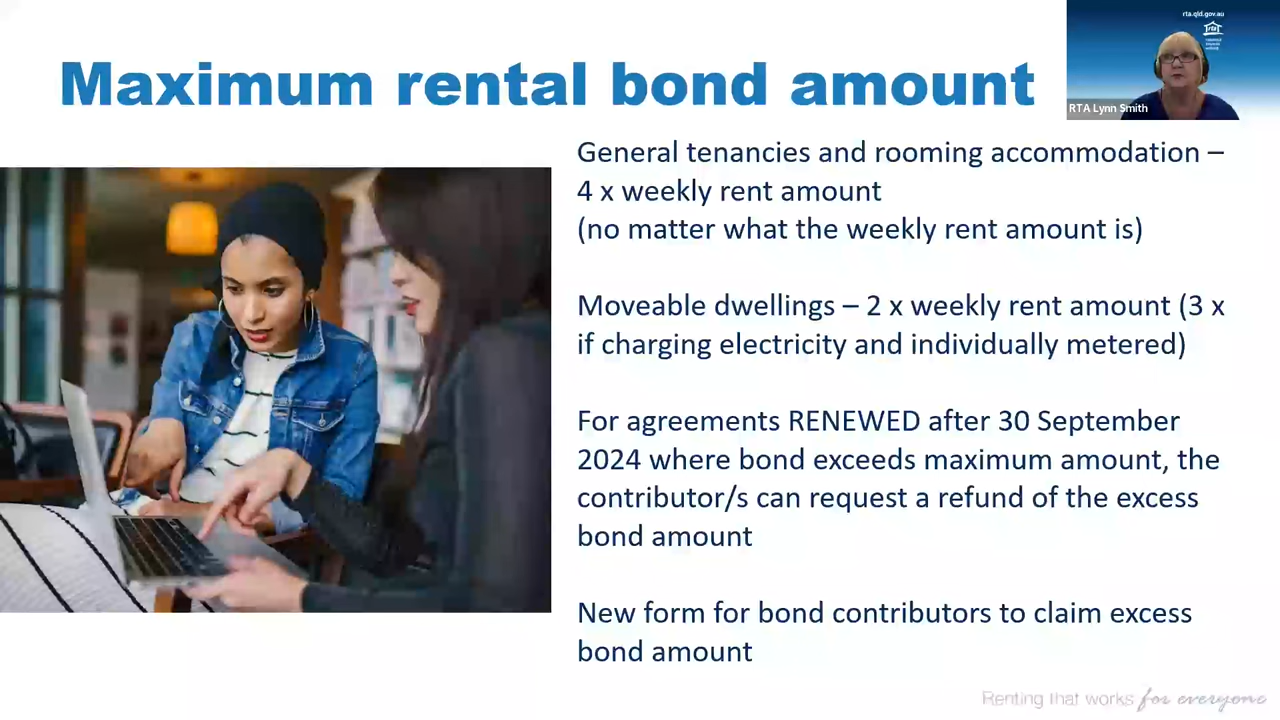 rta.qld.gov.au
rta
Maximum rental bond amount
RTA Lynn Smith
General tenancies and rooming accommodation –
4 x weekly rent amount
(no matter what the weekly rent amount is)
Moveable dwellings – 2 x weekly rent amount (3 x
if charging electricity and individually metered)
For agreements RENEWED after 30 September
2024 where bond exceeds maximum amount, the
contributor/s can request a refund of the excess
bond amount
New form for bond contributors to claim excess
bond amount
Renting that works for everyone